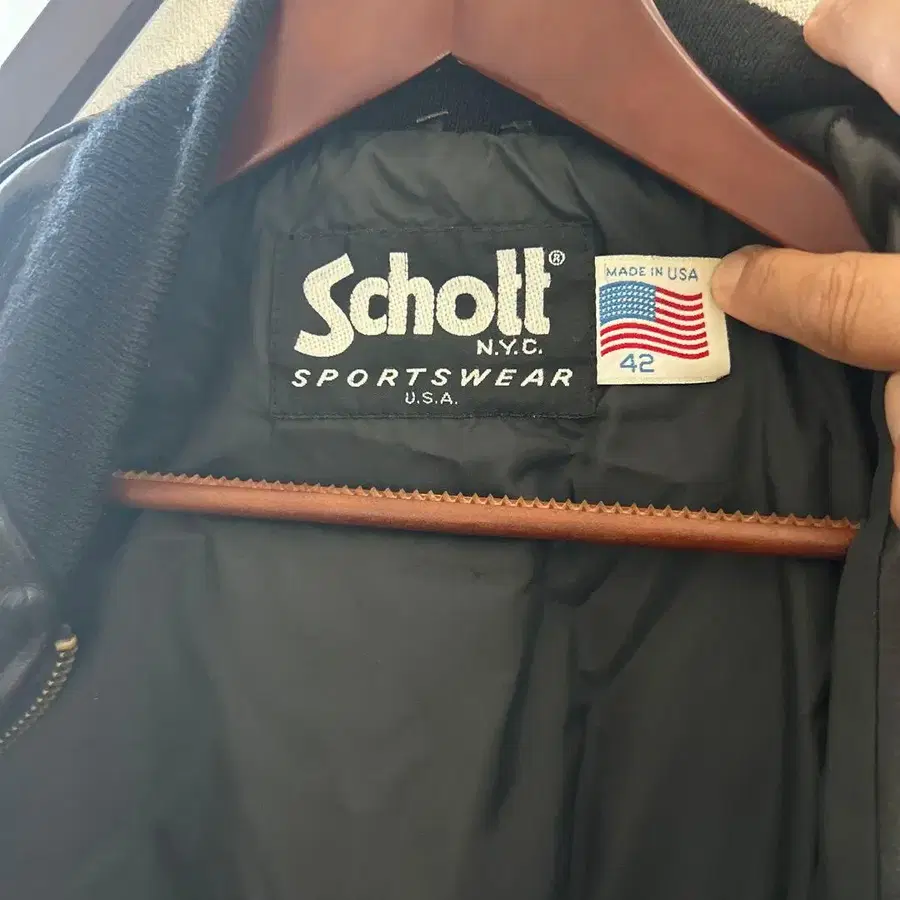 Schott®
N.Y.C.
SPORTSWEAR
U.S.A.
MADE IN USA
42